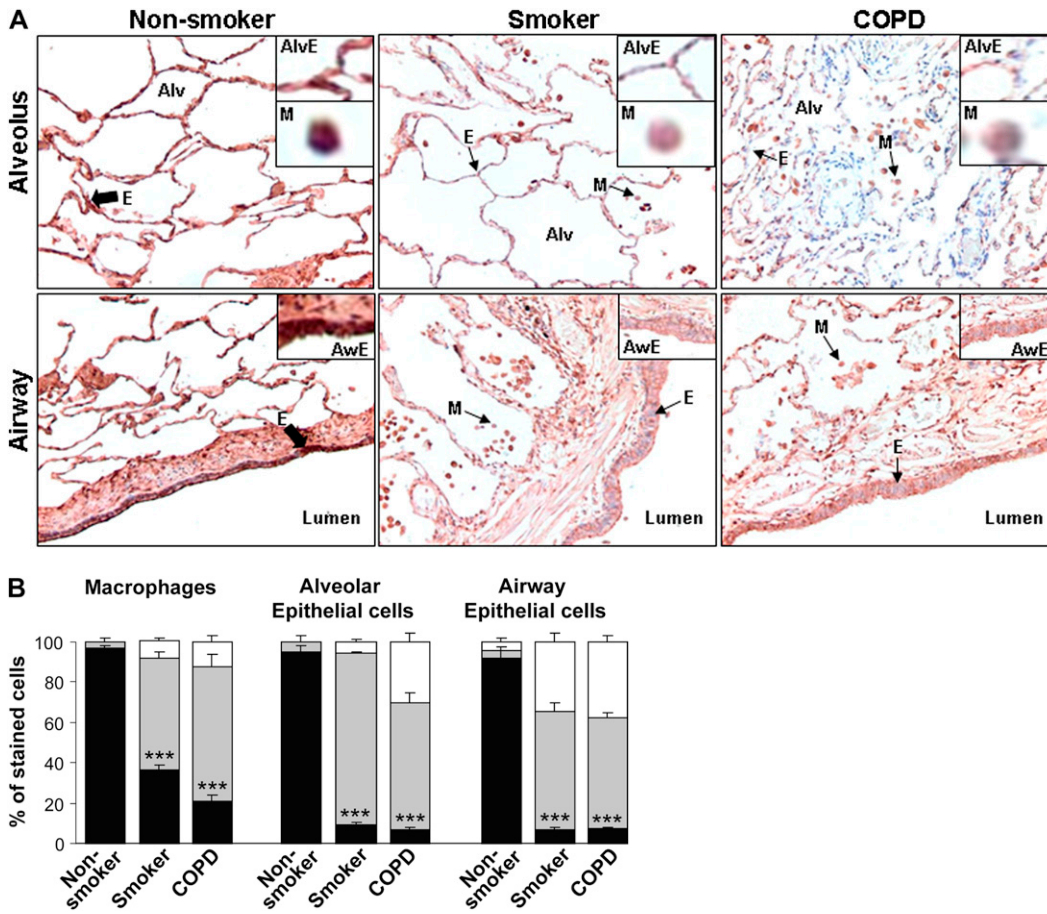 A
Non-smoker
Smoker
COPD
Alveolus
AlvE
M
Alv
E
AlvE
M
E
M
Alv
AlvE
M
Alv
E
M
Airway
AwE
E
Lumen
AwE
M
E
Lumen
AwE
M
E
Lumen
B
Macrophages
Alveolar
Epithelial cells
Airway
Epithelial cells
% of stained cells
100
80
60
40
20
0
***
***
***
***
***
***
Non-
smoker
Smoker
COPD
Non-
smoker
Smoker
COPD
Non-
smoker
Smoker
COPD